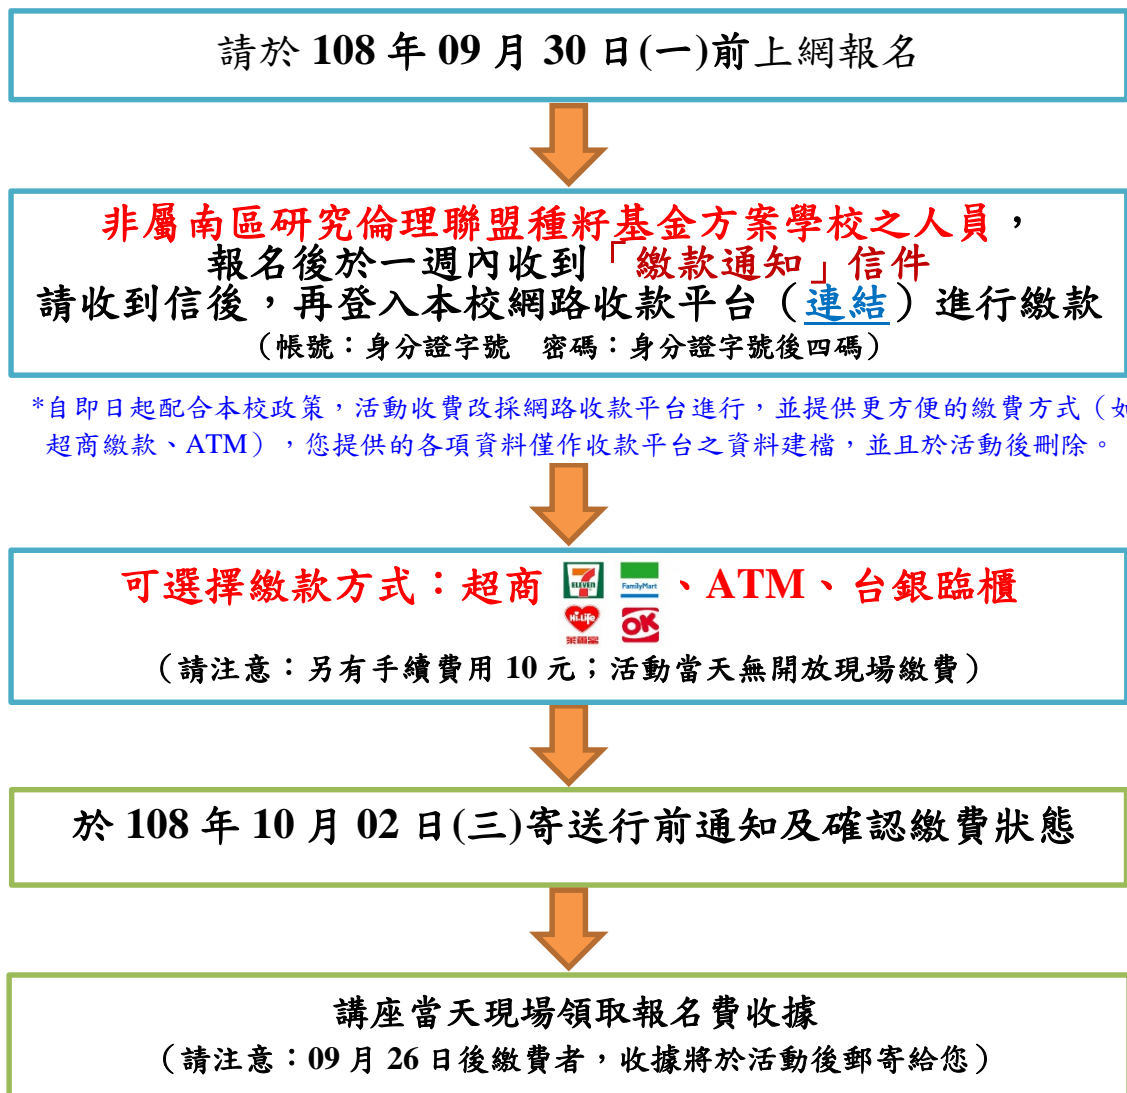 請於 108 年 09 月 30 日(一)前上網報名
非屬南區研究倫理聯盟種籽基金方案學校之人員，
報名後於一週內收到「繳款通知」信件
請收到信後，再登入本校網路收款平台（連結）進行繳款
（帳號：身分證字號　密碼：身分證字號後四碼）
*自即日起配合本校政策，活動收費改採網路收款平台進行，並提供更方便的繳費方式（如
超商繳款、ATM），您提供的各項資料僅作收款平台之資料建檔，並且於活動後刪除。
可選擇繳款方式：超商 7 ELEVEN FamilyMart 、ATM、台銀臨櫃
Hi-Life 萊爾富 OK
（請注意：另有手續費用 10 元；活動當天無開放現場繳費）
於 108 年 10 月 02 日(三)寄送行前通知及確認繳費狀態
講座當天現場領取報名費收據
（請注意：09 月 26 日後繳費者，收據將於活動後郵寄給您）